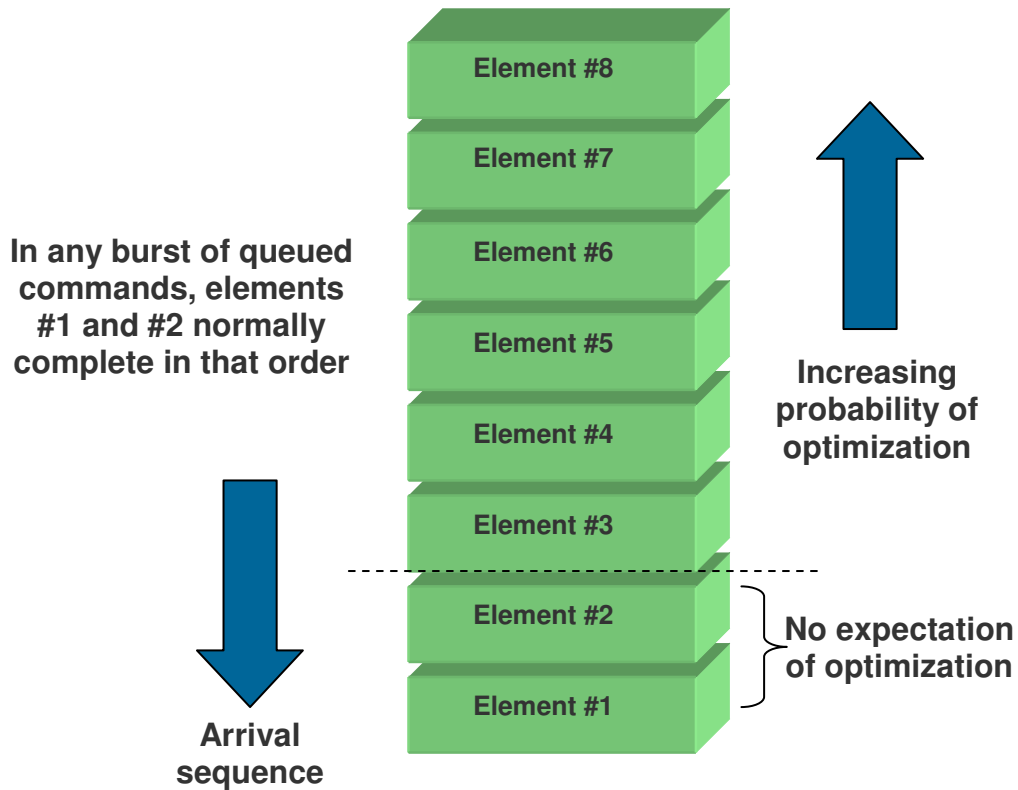 Element #8
Element #7
Element #6
Element #5
Element #4
Element #3
Element #2
Element #1
In any burst of queued
commands, elements
#1 and #2 normally
complete in that order
Arrival
sequence
Increasing
probability of
optimization
No expectation
of optimization